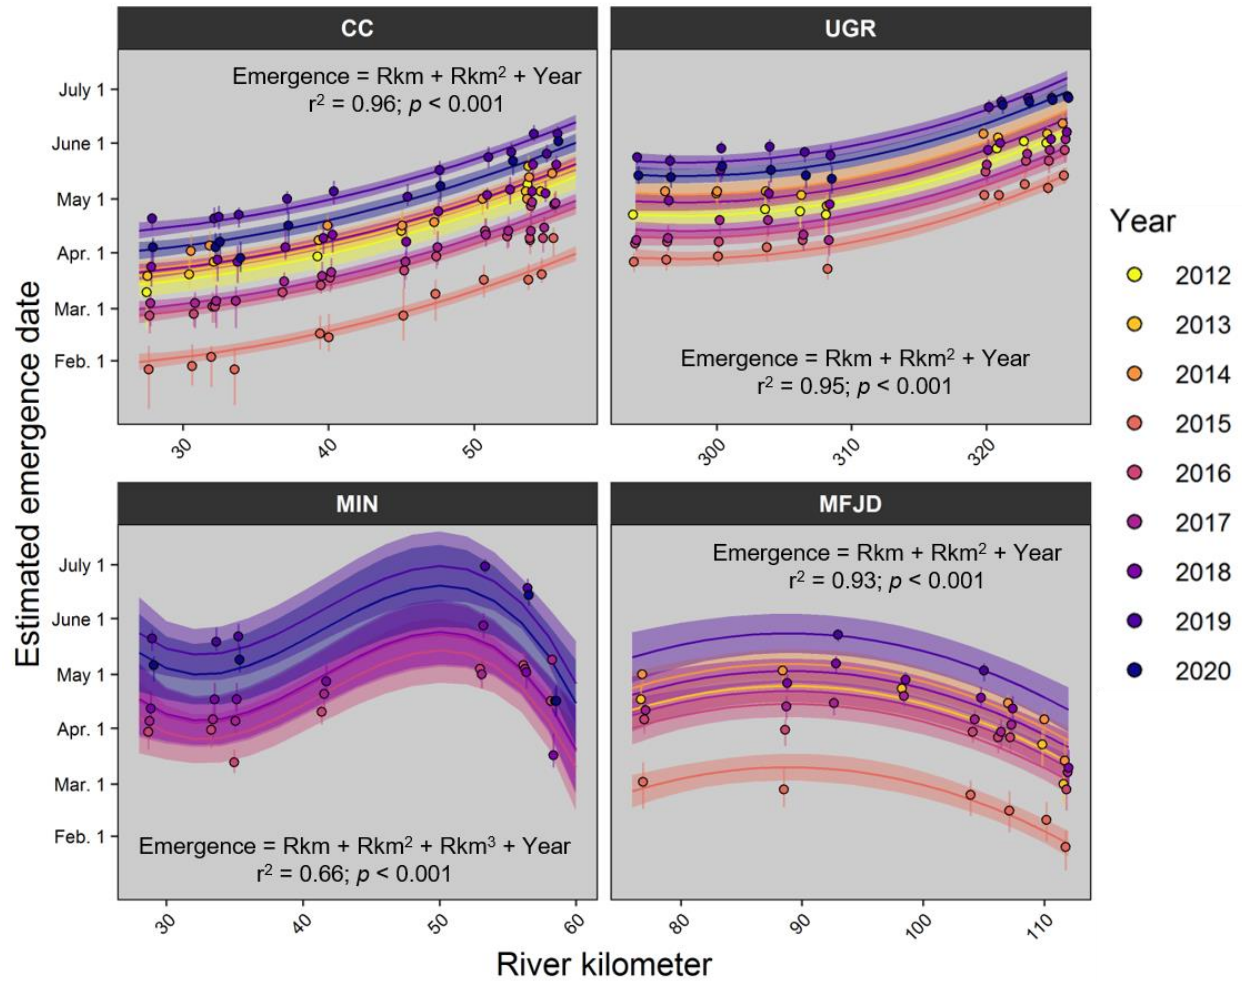 CC
UGR
Emergence = Rkm + Rkm² + Year
r² = 0.96; p < 0.001
July 1
June 1
May 1
Apr. 1
Mar. 1
Feb. 1
Emergence = Rkm + Rkm² + Year
r² = 0.95; p < 0.001
30
40
50
300
310
320
MIN
MFJD
Emergence = Rkm + Rkm² + Year
r² = 0.93; p < 0.001
July 1
June 1
May 1
Apr. 1
Mar. 1
Feb. 1
Emergence = Rkm + Rkm² + Rkm³ + Year
r² = 0.66; p < 0.001
30
40
50
60
80
90
100
110
Estimated emergence date
River kilometer
Year
2012
2013
2014
2015
2016
2017
2018
2019
2020